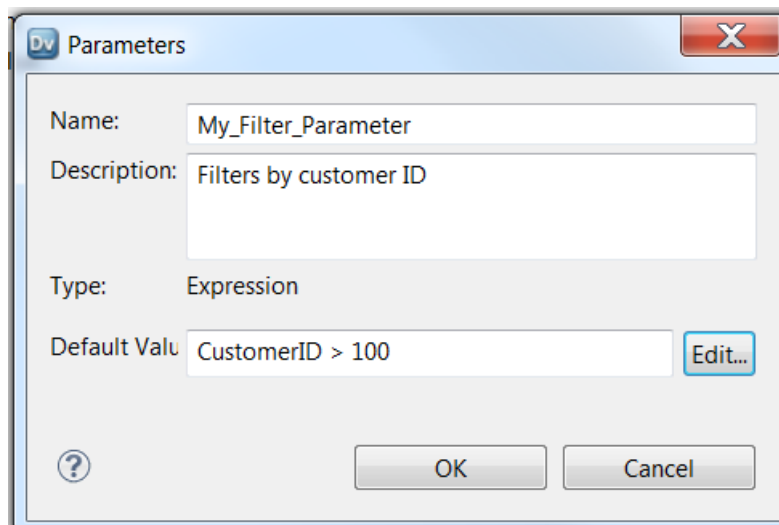 Dv Parameters
Name: My_Filter_Parameter
Description: Filters by customer ID
Type: Expression
Default Valu CustomerID > 100 Edit...
? OK Cancel